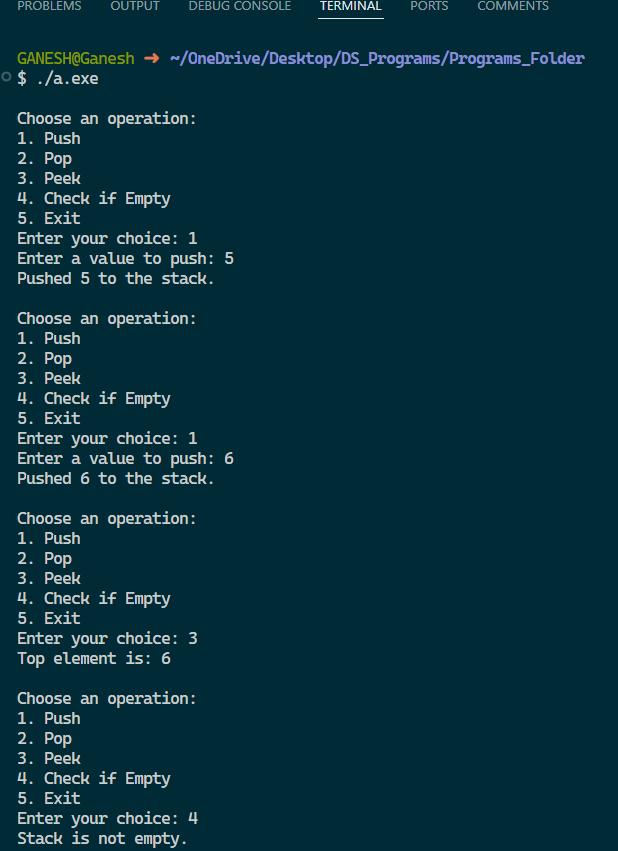 PROBLEMS OUTPUT DEBUG CONSOLE TERMINAL PORTS COMMENTS
GANESH@Ganesh ➜ ~/OneDrive/Desktop/DS_Programs/Programs_Folder
$ ./a.exe
Choose an operation:
1. Push
2. Pop
3. Peek
4. Check if Empty
5. Exit
Enter your choice: 1
Enter a value to push: 5
Pushed 5 to the stack.
Choose an operation:
1. Push
2. Pop
3. Peek
4. Check if Empty
5. Exit
Enter your choice: 1
Enter a value to push: 6
Pushed 6 to the stack.
Choose an operation:
1. Push
2. Pop
3. Peek
4. Check if Empty
5. Exit
Enter your choice: 3
Top element is: 6
Choose an operation:
1. Push
2. Pop
3. Peek
4. Check if Empty
5. Exit
Enter your choice: 4
Stack is not empty.